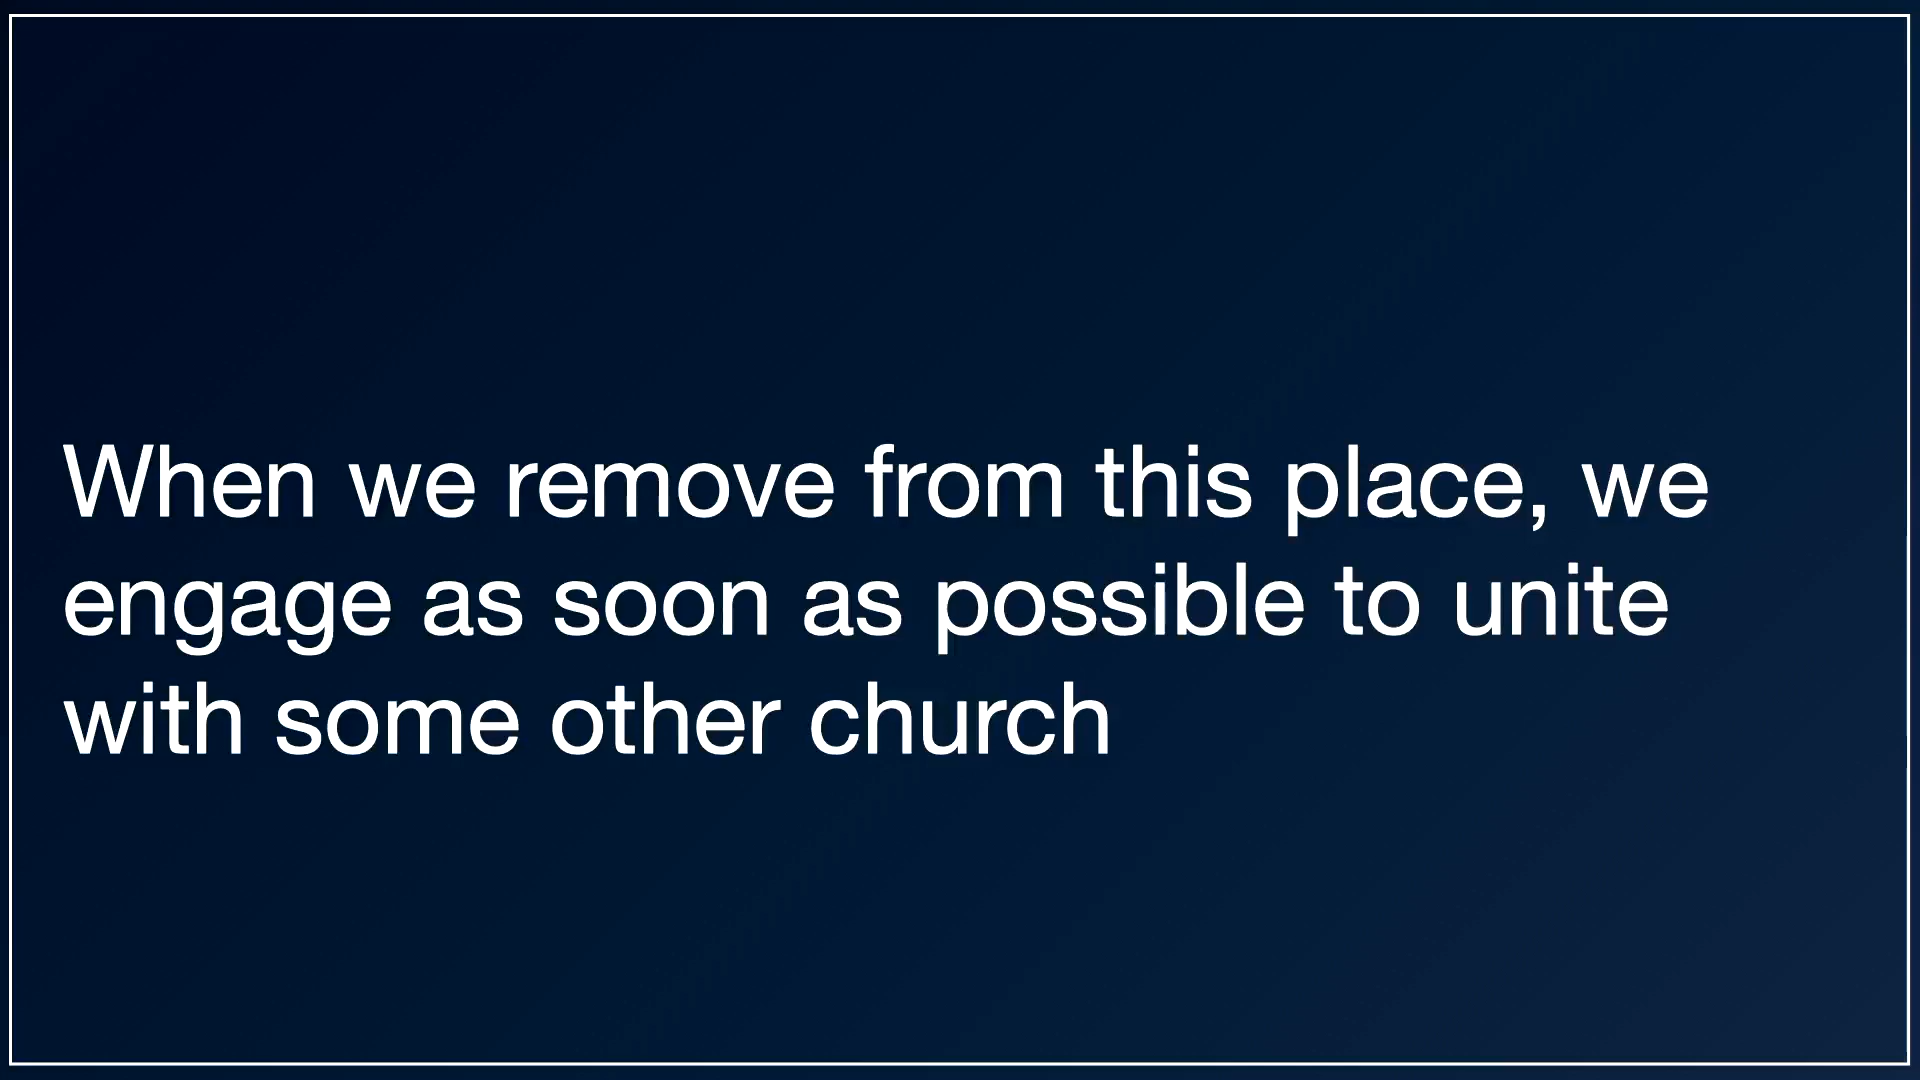 When we remove from this place, we
engage as soon as possible to unite
with some other church